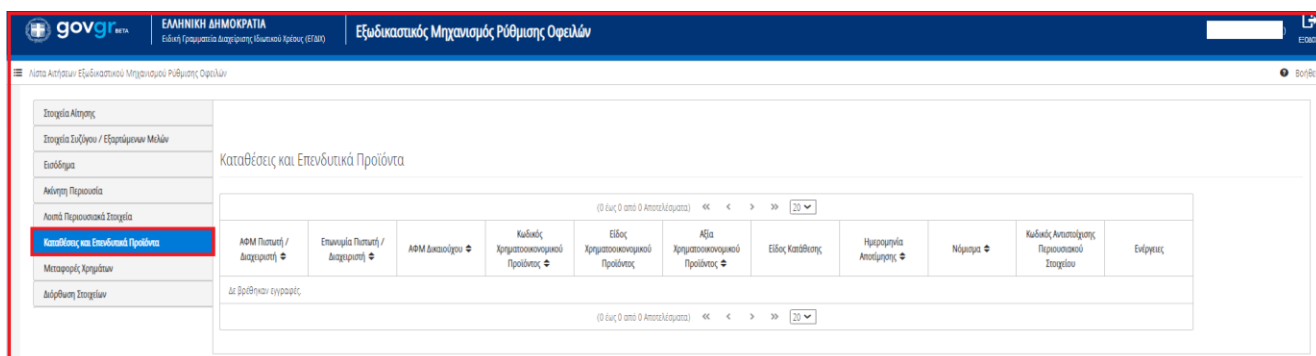 govgr BETA
ΕΛΛΗΝΙΚΗ ΔΗΜΟΚΡΑΤΙΑ
Ειδική Γραμματεία Διαχείρισης Ιδιωτικού Χρέους (ΕΓΔΙΧ)
Εξωδικαστικός Μηχανισμός Ρύθμισης Οφειλών
Λίστα Αιτήσεων Εξωδικαστικού Μηχανισμού Ρύθμισης Οφειλών
Στοιχεία Αίτησης
Στοιχεία Συζύγου / Εξαρτώμενων Μελών
Εισόδημα
Ακίνητη Περιουσία
Λοιπά Περιουσιακά Στοιχεία
Καταθέσεις και Επενδυτικά Προϊόντα
Μεταφορές Χρημάτων
Διόρθωση Στοιχείων
Καταθέσεις και Επενδυτικά Προϊόντα
(0 έως 0 από 0 Αποτελέσματα) 20
ΑΦΜ Πιστωτή /
Διαχειριστή
Επωνυμία Πιστωτή /
Διαχειριστή
ΑΦΜ Δικαιούχου
Κωδικός
Χρηματοοικονομικού
Προϊόντος
Είδος
Χρηματοοικονομικού
Προϊόντος
Αξία
Χρηματοοικονομικού
Προϊόντος
Είδος Κατάθεσης
Ημερομηνία
Αποτίμησης
Νόμισμα
Κωδικός Αντιστοίχισης
Περιουσιακού
Στοιχείου
Ενέργειες
Δε βρέθηκαν εγγραφές.
(0 έως 0 από 0 Αποτελέσματα) 20